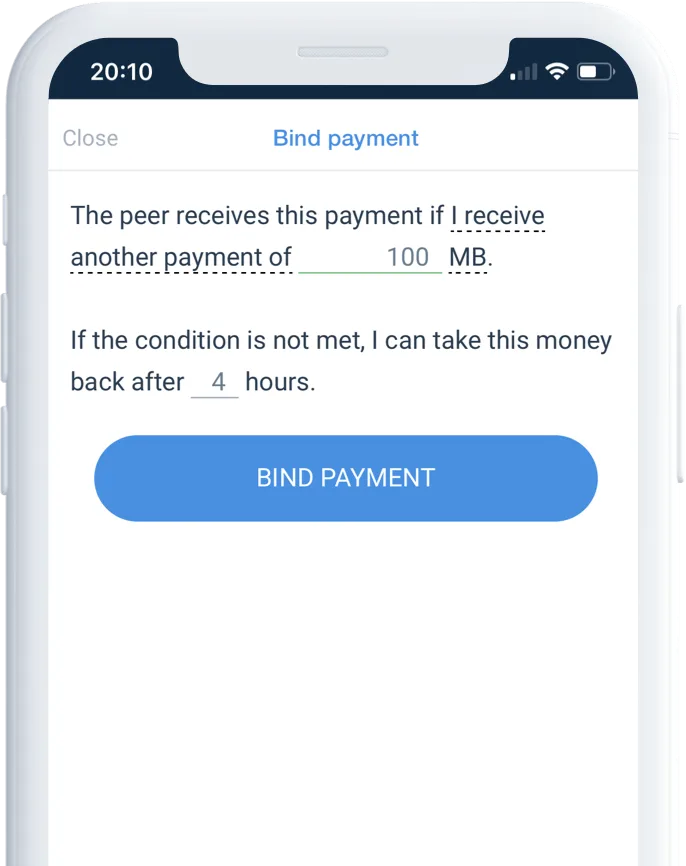 20:10
Close
Bind payment
The peer receives this payment if I receive
another payment of 100 MB.
If the condition is not met, I can take this money
back after 4 hours.
BIND PAYMENT